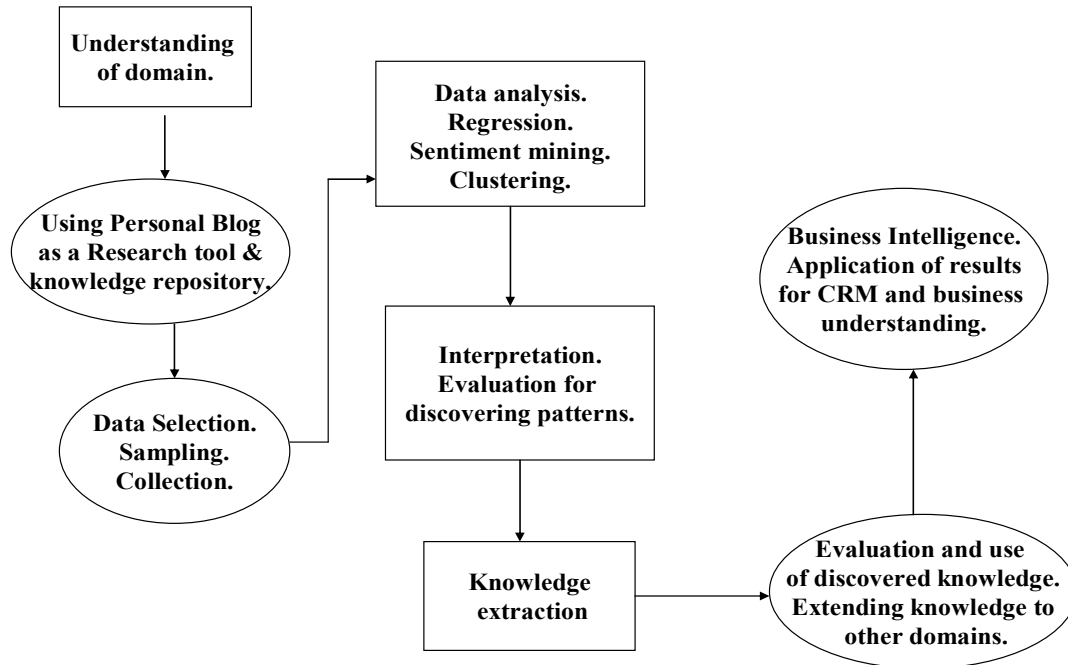 Understanding
of domain.
Using Personal Blog
as a Research tool &
knowledge repository.
Data Selection.
Sampling.
Collection.
Data analysis.
Regression.
Sentiment mining.
Clustering.
Interpretation.
Evaluation for
discovering patterns.
Knowledge
extraction
Evaluation and use
of discovered knowledge.
Extending knowledge to
other domains.
Business Intelligence.
Application of results
for CRM and business
understanding.